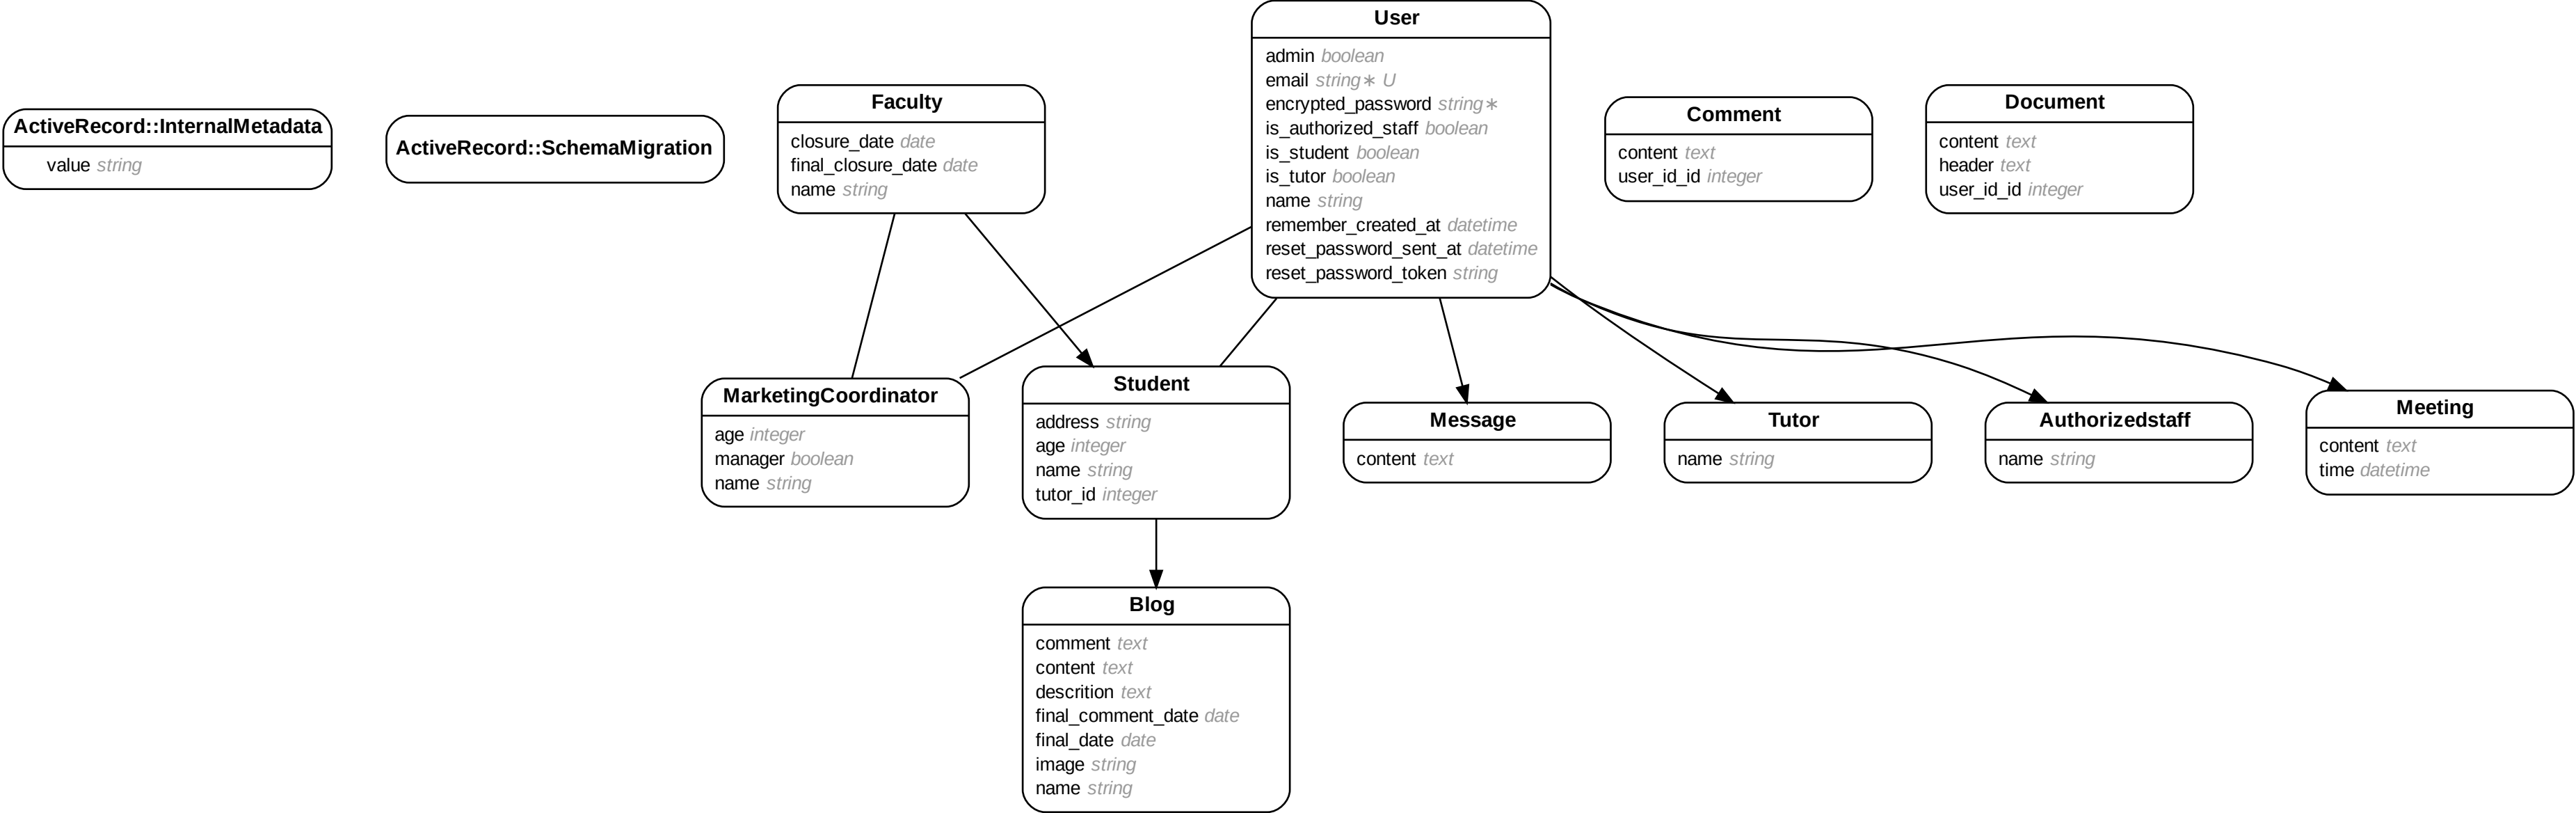 User
admin boolean
email string∗ U
encrypted_password string∗
is_authorized_staff boolean
is_student boolean
is_tutor boolean
name string
remember_created_at datetime
reset_password_sent_at datetime
reset_password_token string
ActiveRecord::InternalMetadata
value string
ActiveRecord::SchemaMigration
Faculty
closure_date date
final_closure_date date
name string
Comment
content text
user_id_id integer
Document
content text
header text
user_id_id integer
MarketingCoordinator
age integer
manager boolean
name string
Student
address string
age integer
name string
tutor_id integer
Message
content text
Tutor
name string
Authorizedstaff
name string
Meeting
content text
time datetime
Blog
comment text
content text
descrition text
final_comment_date date
final_date date
image string
name string